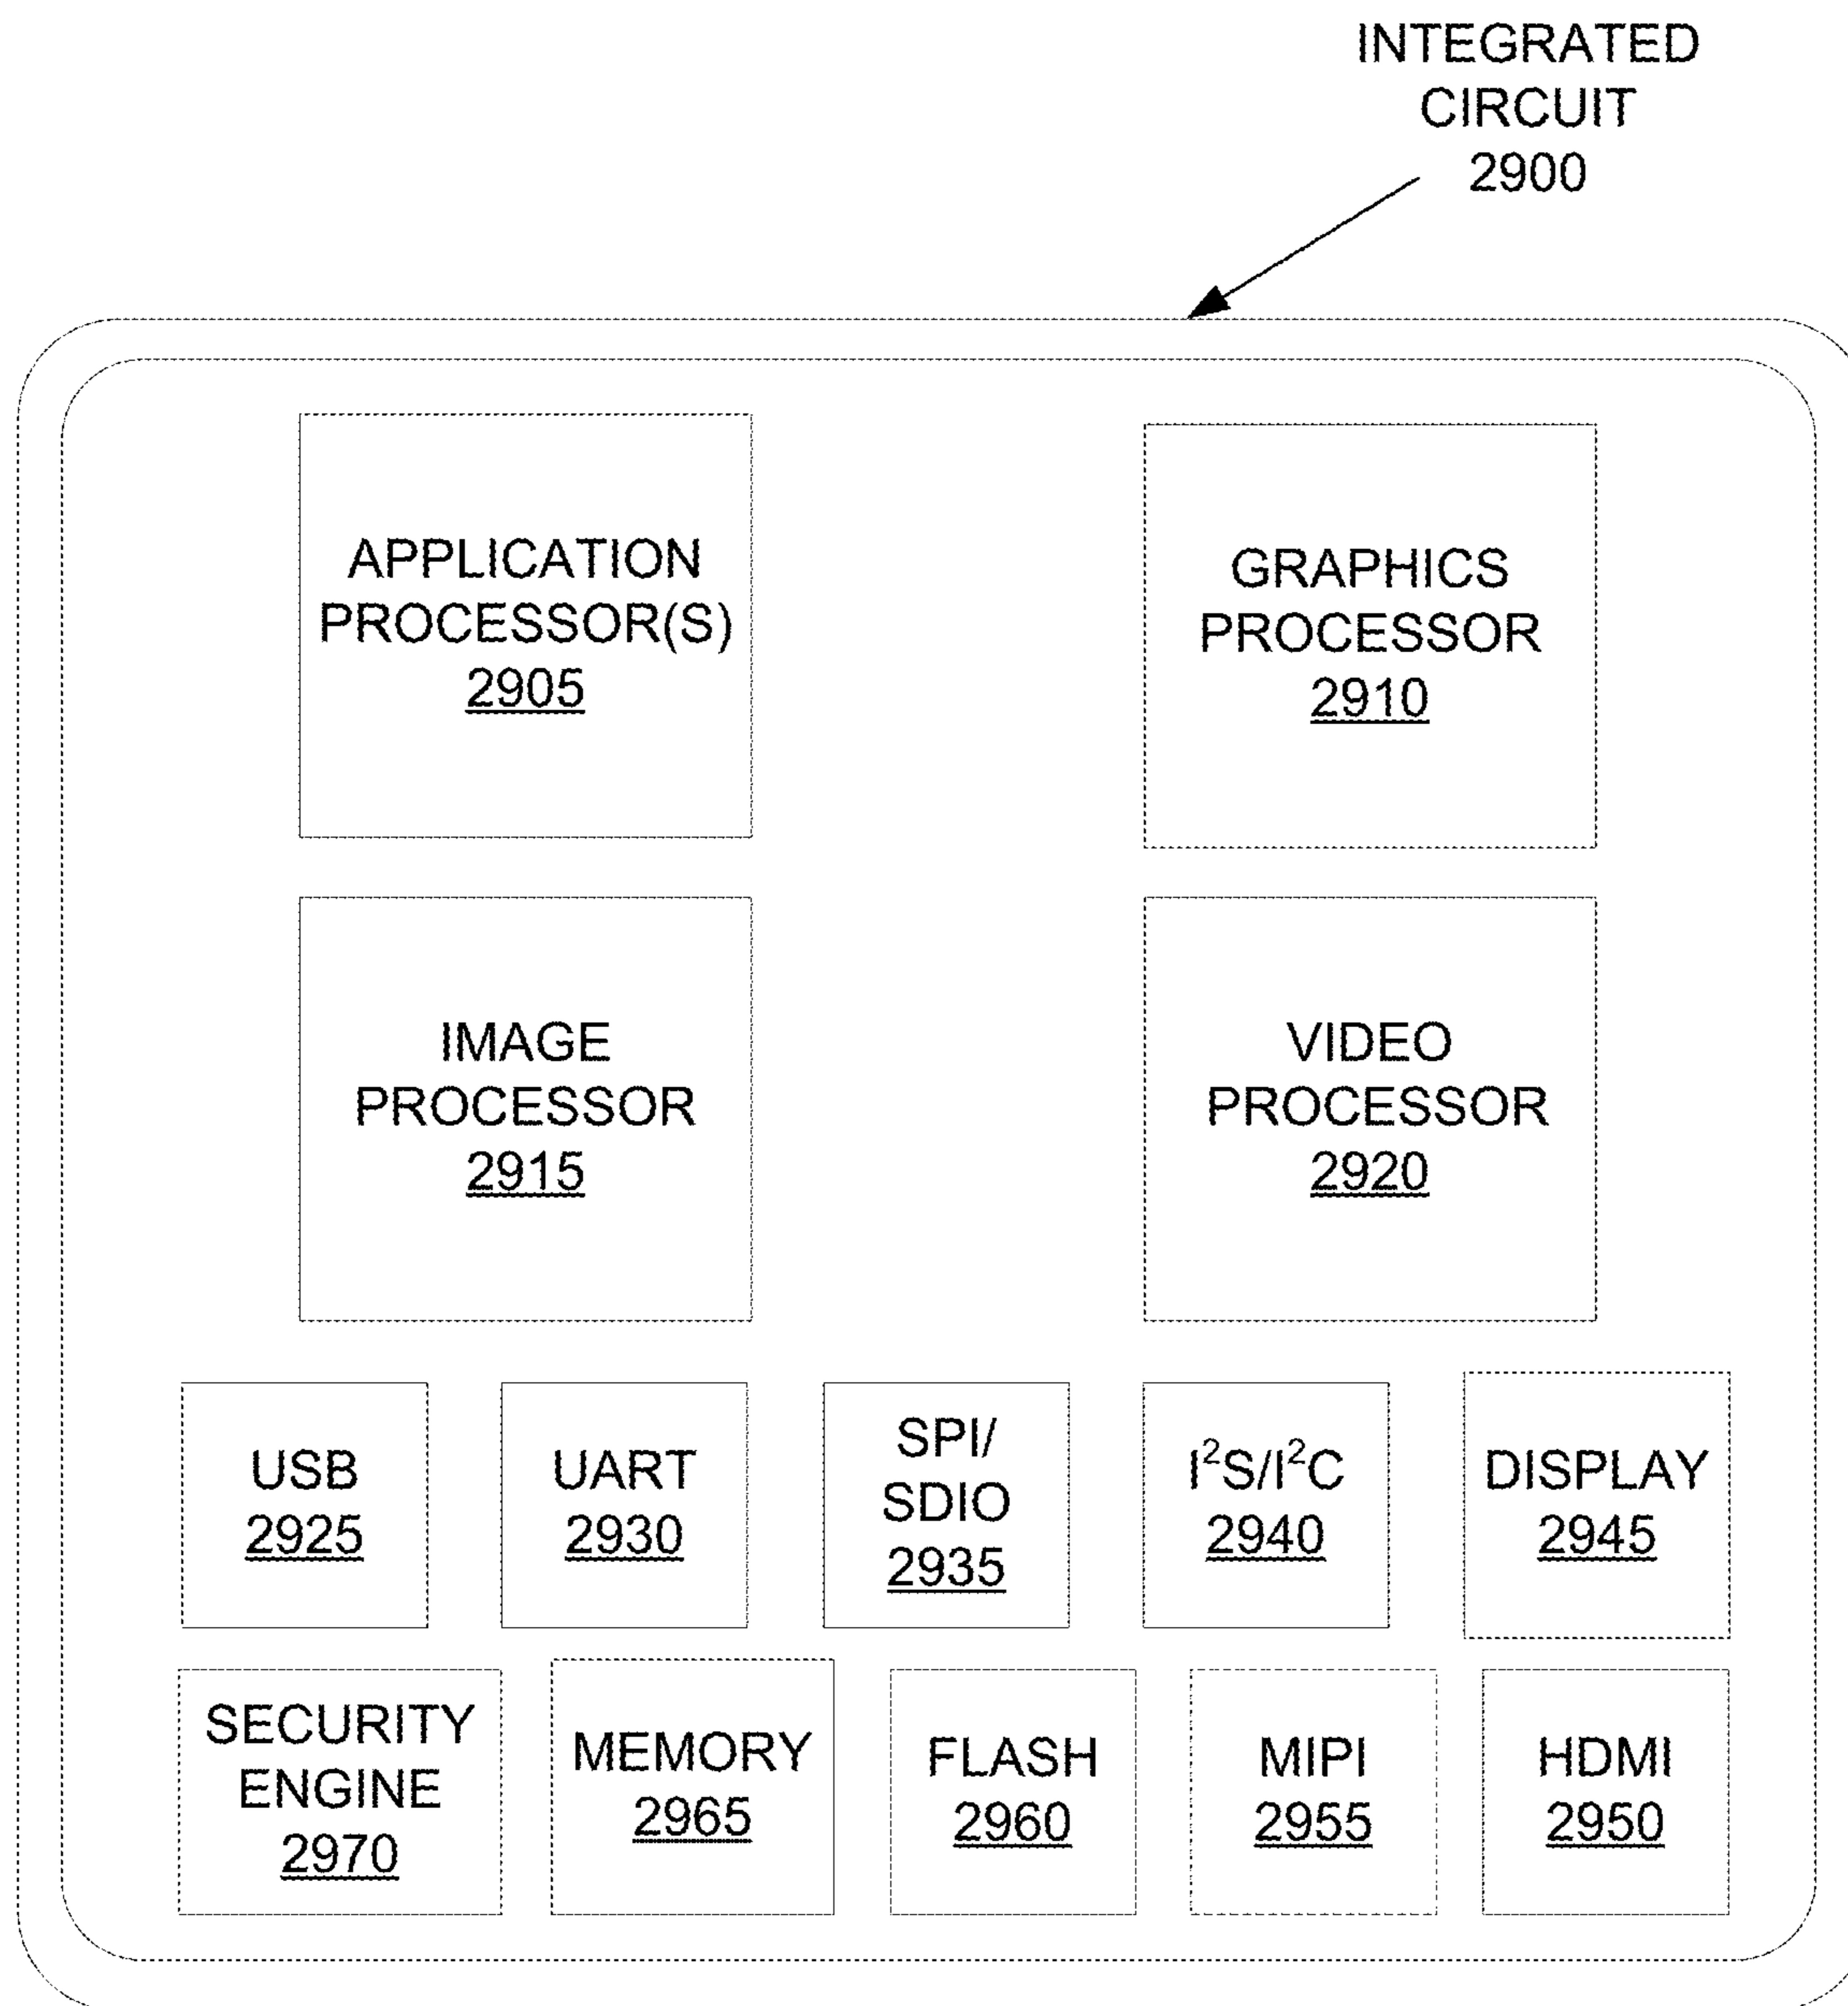 INTEGRATED
CIRCUIT
2900
APPLICATION
PROCESSOR(S)
2905
GRAPHICS
PROCESSOR
2910
IMAGE
PROCESSOR
2915
VIDEO
PROCESSOR
2920
USB
2925
UART
2930
SPI/
SDIO
2935
I²S/I²C
2940
DISPLAY
2945
SECURITY
ENGINE
2970
MEMORY
2965
FLASH
2960
MIPI
2955
HDMI
2950